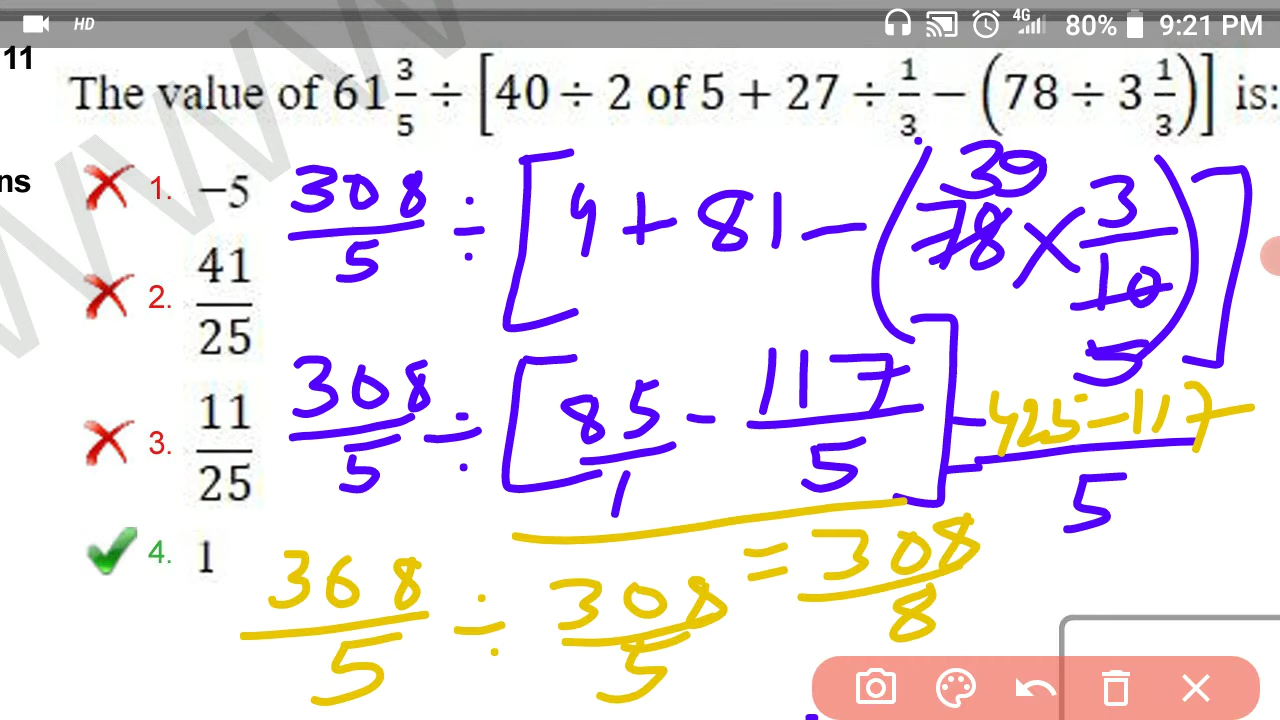 HD 4G 80% 9:21 PM
11
The value of 61 3/5 ÷ [40 ÷ 2 of 5 + 27 ÷ 1/3 − (78 ÷ 3 1/3)] is:
ns
1. −5
308/5 ÷ [4 + 81 − (78 × 3/10)]
39
5
2. 41/25
308/5 ÷ [85/1 - 117/5] = 425-117/5
3. 11/25
= 308/8
4. 1
368/5 ÷ 308/5